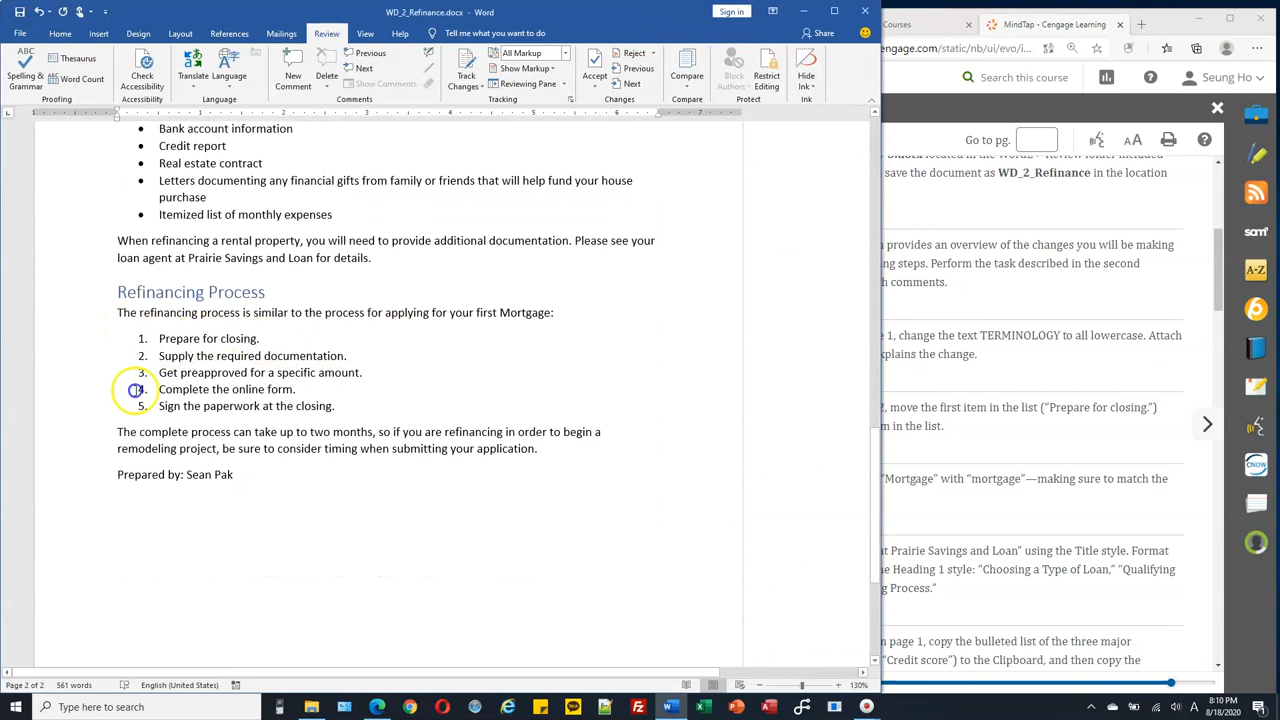 WD_2_Refinance.docx - Word
Sign in
Courses
MindTap - Cengage Learning
File Home Insert Design Layout References Mailings Review View Help Tell me what you want to do Share
engage.com/static/nb/ui/evo/i
Spelling & Grammar
Thesaurus
Word Count
Proofing
Check Accessibility
Accessibility
Translate
Language
Language
New Comment
Delete
Previous
Next
Show Comments
Comments
Track Changes
All Markup
Show Markup
Reviewing Pane
Tracking
Accept
Reject
Previous
Next
Changes
Compare
Compare
Block Authors
Restrict Editing
Protect
Hide Ink
Ink
Search this course
Seung Ho
Go to pg.
• Bank account information
• Credit report
• Real estate contract
• Letters documenting any financial gifts from family or friends that will help fund your house
purchase
• Itemized list of monthly expenses
When refinancing a rental property, you will need to provide additional documentation. Please see your
loan agent at Prairie Savings and Loan for details.
Refinancing Process
The refinancing process is similar to the process for applying for your first Mortgage:
1. Prepare for closing.
2. Supply the required documentation.
3. Get preapproved for a specific amount.
4. Complete the online form.
5. Sign the paperwork at the closing.
The complete process can take up to two months, so if you are refinancing in order to begin a
remodeling project, be sure to consider timing when submitting your application.
Prepared by: Sean Pak
save the document as WD_2_Refinance in the location
n provides an overview of the changes you will be making
ng steps. Perform the task described in the second
h comments.
e 1, change the text TERMINOLOGY to all lowercase. Attach
xplains the change.
2, move the first item in the list (“Prepare for closing.”)
m in the list.
“Mortgage” with “mortgage”—making sure to match the
at Prairie Savings and Loan” using the Title style. Format
he Heading 1 style: “Choosing a Type of Loan,” “Qualifying
g Process.”
n page 1, copy the bulleted list of the three major
“Credit score”) to the Clipboard, and then copy the
sam
A-Z
CNOW
Page 2 of 2 561 words English (United States) 130%
Type here to search
8:10 PM
8/18/2020